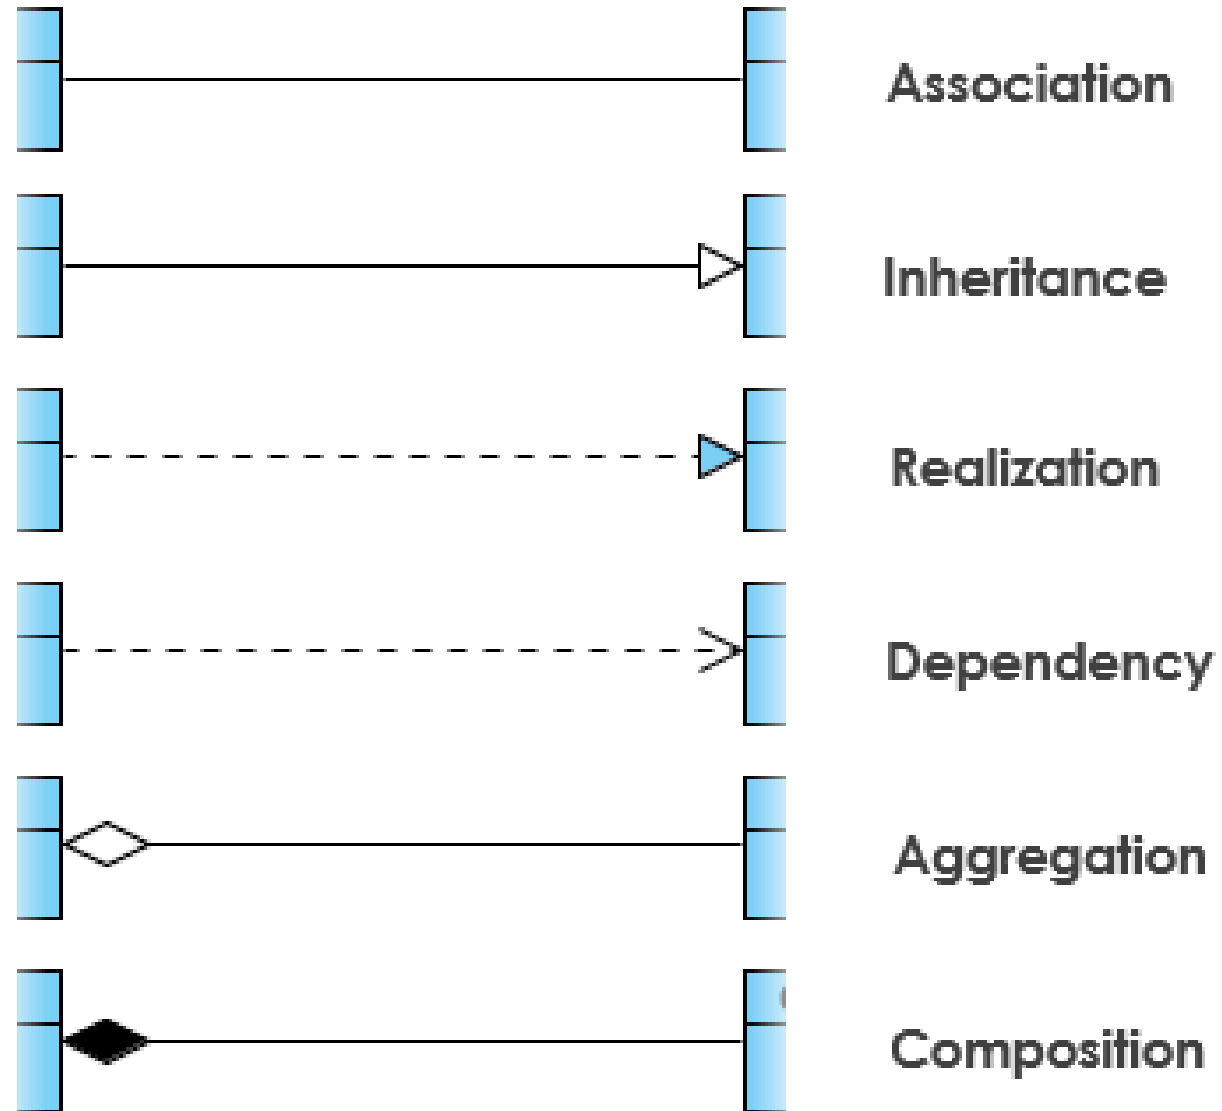 Association
Inheritance
Realization
Dependency
Aggregation
Composition